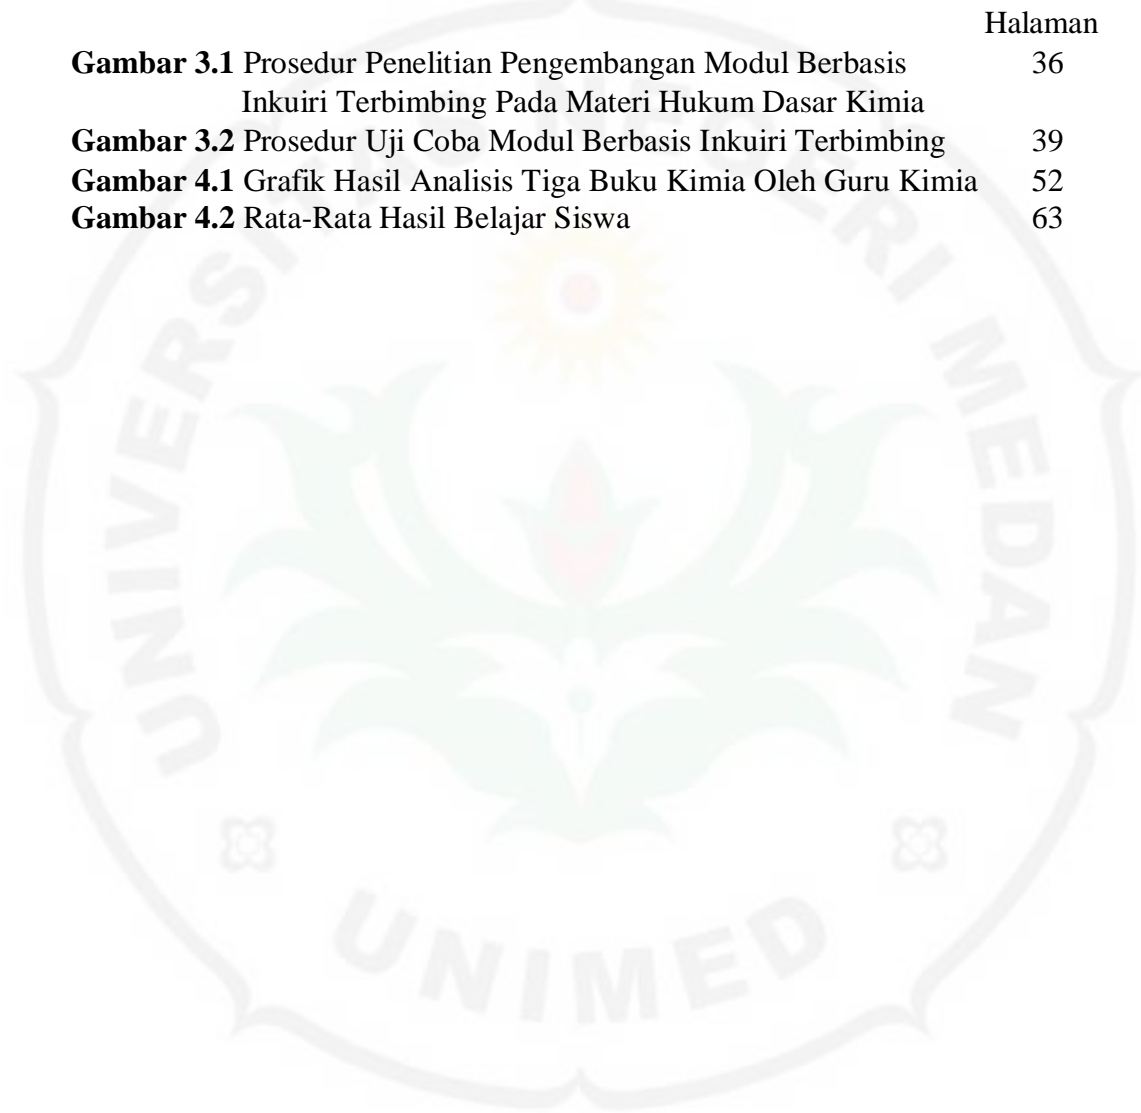 Halaman
Gambar 3.1 Prosedur Penelitian Pengembangan Modul Berbasis 36
Inkuiri Terbimbing Pada Materi Hukum Dasar Kimia
Gambar 3.2 Prosedur Uji Coba Modul Berbasis Inkuiri Terbimbing 39
Gambar 4.1 Grafik Hasil Analisis Tiga Buku Kimia Oleh Guru Kimia 52
Gambar 4.2 Rata-Rata Hasil Belajar Siswa 63
UNIVERSITAS NEGERI MEDAN
UNIMED